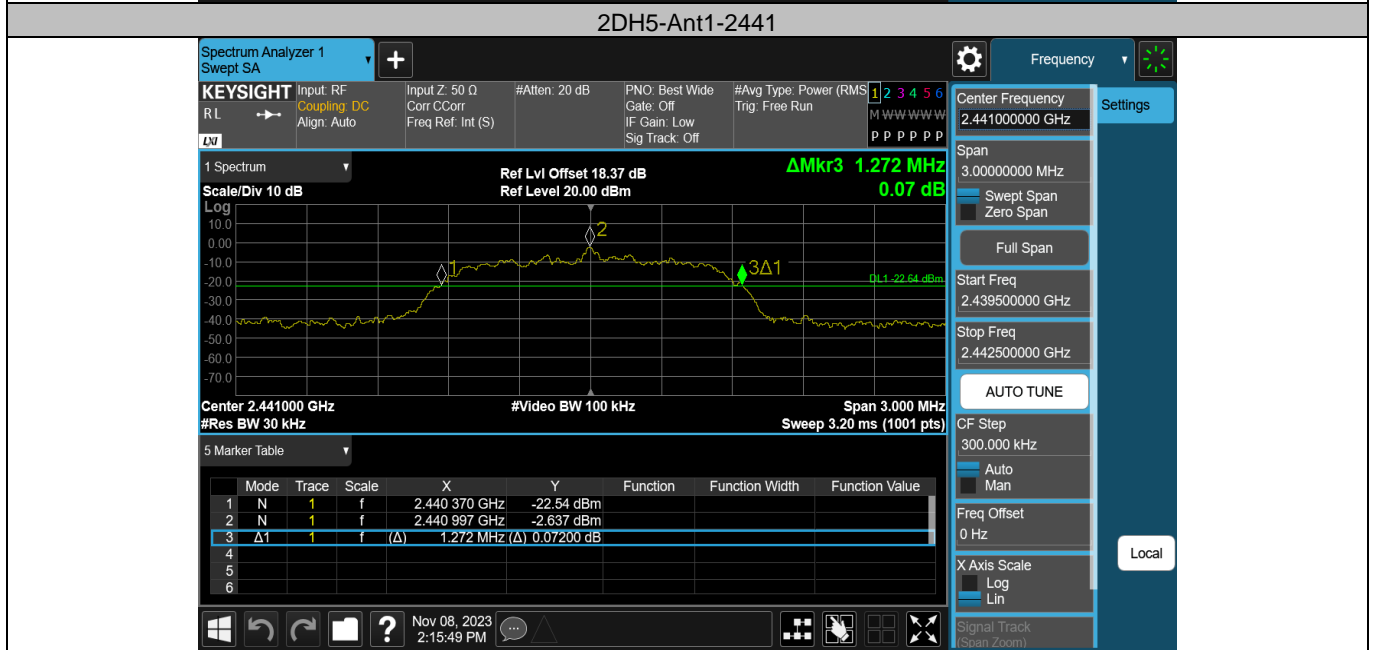 2DH5-Ant1-2441
Spectrum Analyzer 1
Swept SA
Frequency
KEYSIGHT
R L
LXI
Input: RF
Coupling: DC
Align: Auto
Input Z: 50 Ω
Corr CCorr
Freq Ref: Int (S)
#Atten: 20 dB
PNO: Best Wide
Gate: Off
IF Gain: Low
Sig Track: Off
#Avg Type: Power (RMS
Trig: Free Run
1 2 3 4 5 6
M W W W W W
P P P P P P
1 Spectrum
Scale/Div 10 dB
Ref Lvl Offset 18.37 dB
Ref Level 20.00 dBm
ΔMkr3 1.272 MHz
0.07 dB
Log
10.0
0.00
-10.0
-20.0
-30.0
-40.0
-50.0
-60.0
-70.0
1
2
3Δ1
DL1 -22.64 dBm
Center 2.441000 GHz
#Video BW 100 kHz
Span 3.000 MHz
#Res BW 30 kHz
Sweep 3.20 ms (1001 pts)
5 Marker Table
Mode Trace Scale X Y Function Function Width Function Value
1 N 1 f 2.440 370 GHz -22.54 dBm
2 N 1 f 2.440 997 GHz -2.637 dBm
3 Δ1 1 f (Δ) 1.272 MHz (Δ) 0.07200 dB
4
5
6
?
Nov 08, 2023
2:15:49 PM
Center Frequency
2.441000000 GHz
Settings
Span
3.00000000 MHz
Swept Span
Zero Span
Full Span
Start Freq
2.439500000 GHz
Stop Freq
2.442500000 GHz
AUTO TUNE
CF Step
300.000 kHz
Auto
Man
Freq Offset
0 Hz
Local
X Axis Scale
Log
Lin
Signal Track
(Span Zoom)